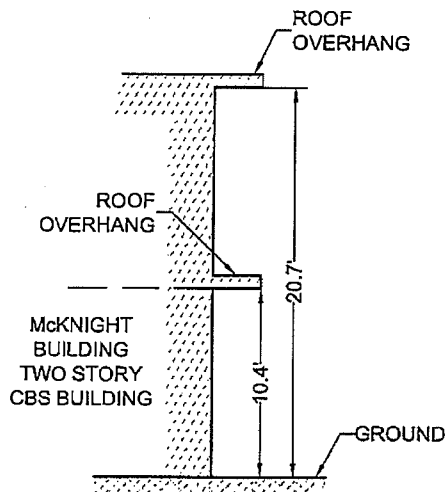 ROOF
OVERHANG
ROOF
OVERHANG
20.7'
10.4'
McKNIGHT
BUILDING
TWO STORY
CBS BUILDING
GROUND